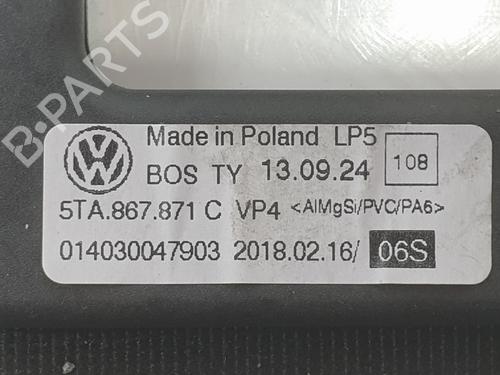 B-PARTS
Made in Poland LP5
BOS TY 13.09.24 108
5TA.867.871 C VP4 <AlMgSi/PVC/PA6>
014030047903 2018.02.16/ 06S